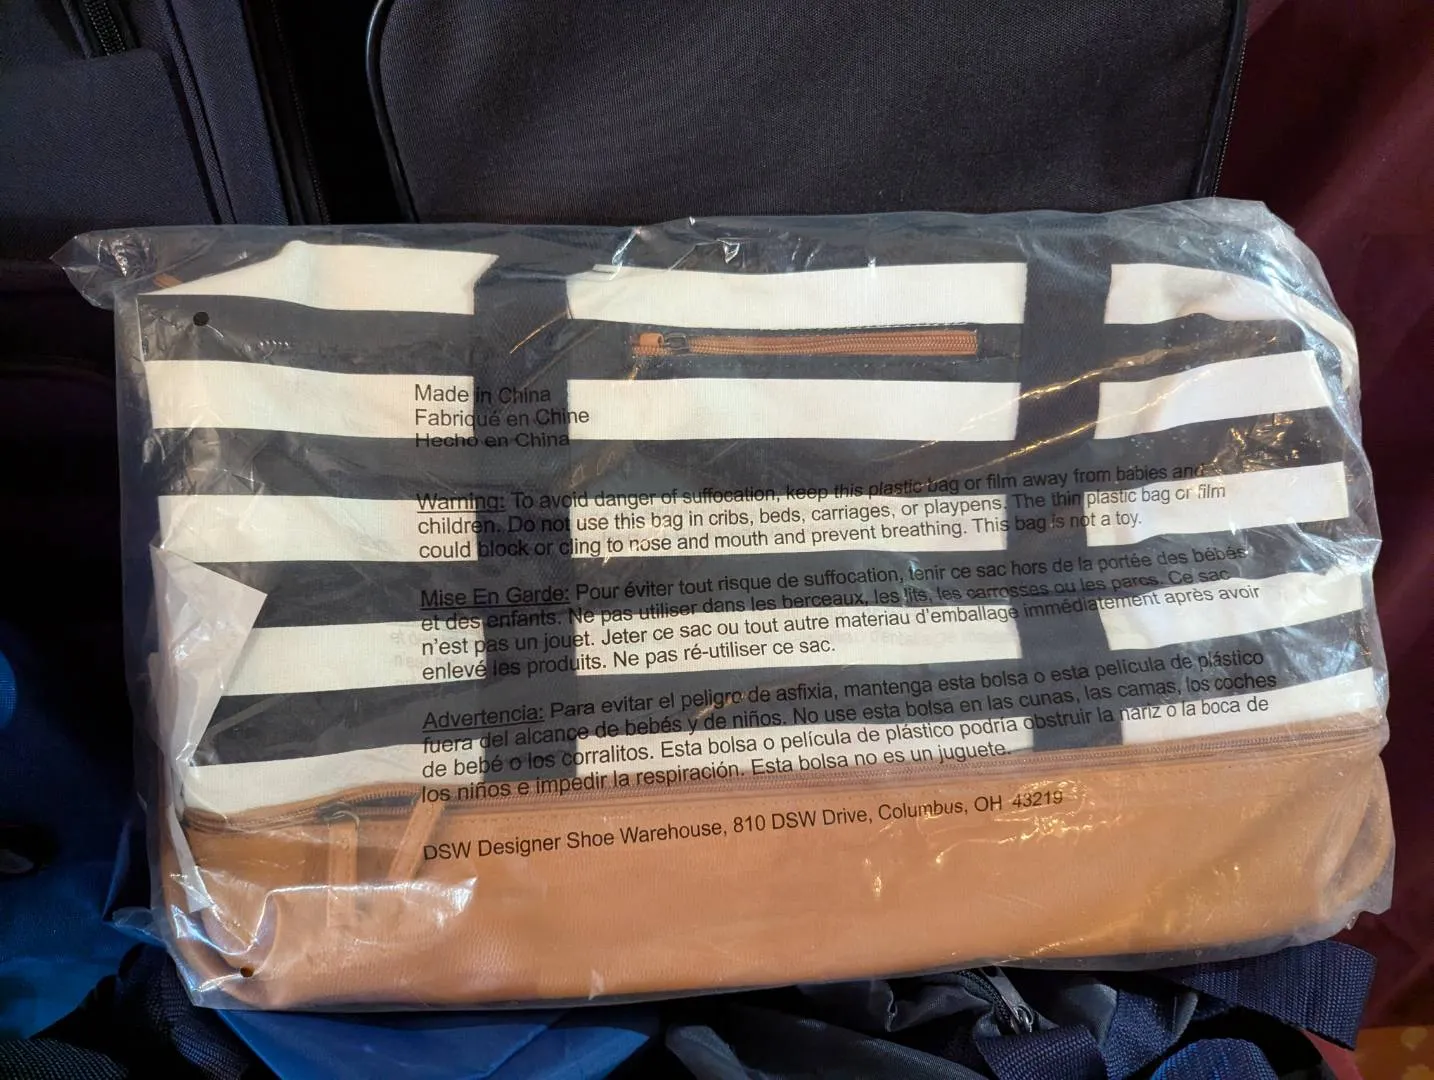 Made in China
Fabriqué en Chine
Hecho en China
Warning: To avoid danger of suffocation, keep this plastic bag or film away from babies and
children. Do not use this bag in cribs, beds, carriages, or playpens. The thin plastic bag or film
could block or cling to nose and mouth and prevent breathing. This bag is not a toy.
Mise En Garde: Pour éviter tout risque de suffocation, tenir ce sac hors de la portée des bébés
et des enfants. Ne pas utiliser dans les berceaux, les lits, les carrosses ou les parcs. Ce sac
n'est pas un jouet. Jeter ce sac ou tout autre materiau d'emballage immédiatement après avoir
enlevé les produits. Ne pas ré-utiliser ce sac.
Advertencia: Para evitar el peligro de asfixia, mantenga esta bolsa o esta película de plástico
fuera del alcance de bebés y de niños. No use esta bolsa en las cunas, las camas, los coches
de bebé o los corralitos. Esta bolsa o película de plástico podría obstruir la nariz o la boca de
los niños e impedir la respiración. Esta bolsa no es un juguete.
DSW Designer Shoe Warehouse, 810 DSW Drive, Columbus, OH 43219